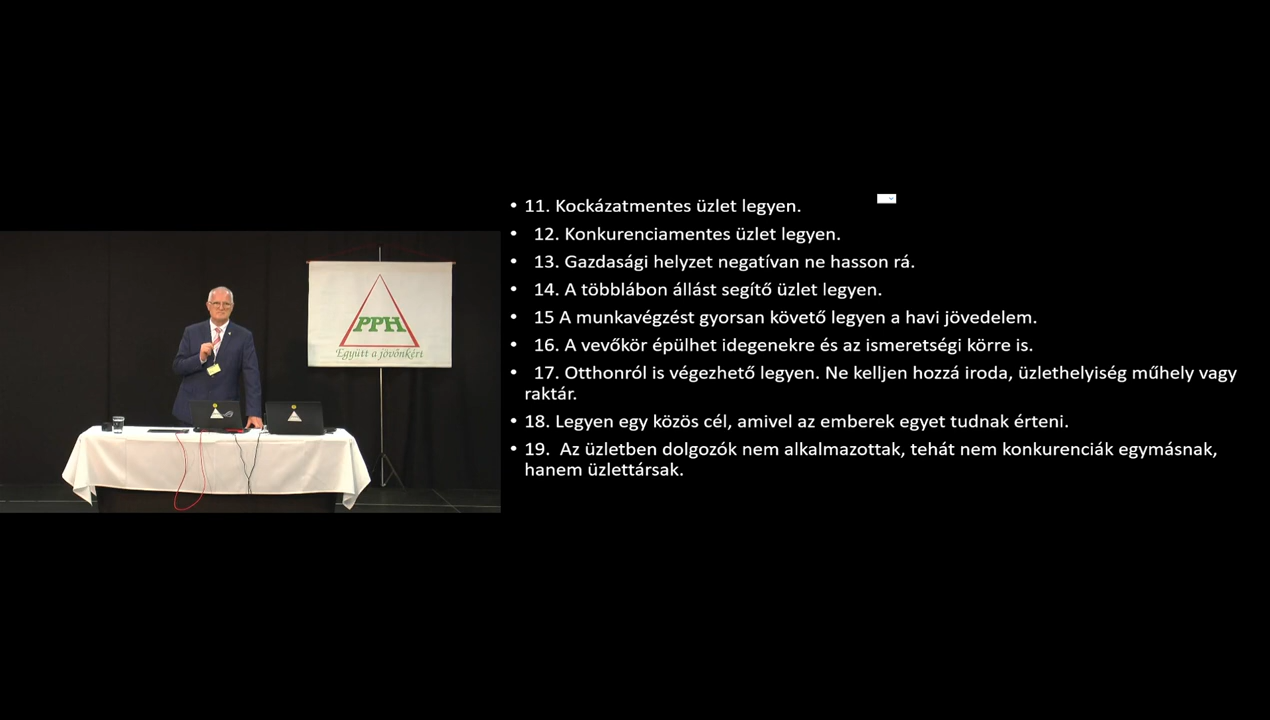 • 11. Kockázatmentes üzlet legyen.
• 12. Konkurenciamentes üzlet legyen.
• 13. Gazdasági helyzet negatívan ne hasson rá.
• 14. A többlábon állást segítő üzlet legyen.
• 15 A munkavégzést gyorsan követő legyen a havi jövedelem.
• 16. A vevőkör épülhet idegenekre és az ismeretségi körre is.
• 17. Otthonról is végezhető legyen. Ne kelljen hozzá iroda, üzlethelyiség műhely vagy
raktár.
• 18. Legyen egy közös cél, amivel az emberek egyet tudnak érteni.
• 19. Az üzletben dolgozók nem alkalmazottak, tehát nem konkurenciák egymásnak,
hanem üzlettársak.
PPH
Együtt a jövőnkért